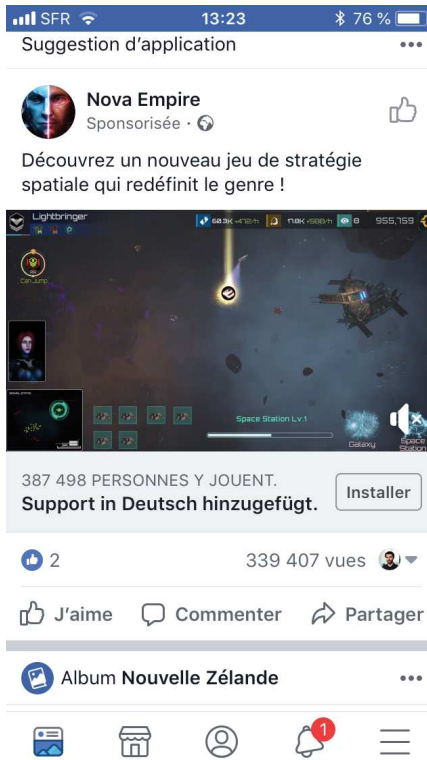 SFR 13:23 76 %
Suggestion d'application
Nova Empire
Sponsorisée ·
Découvrez un nouveau jeu de stratégie
spatiale qui redéfinit le genre !
Lightbringer
955,759
Can Jump
Space Station Lv.1
Galaxy
Space
Station
387 498 PERSONNES Y JOUENT.
Support in Deutsch hinzugefügt.
Installer
2
339 407 vues
J'aime
Commenter
Partager
Album Nouvelle Zélande
1